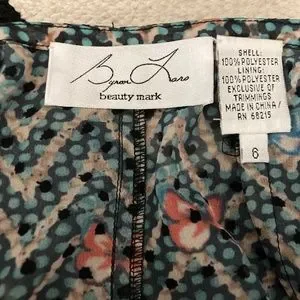 Byron Lars
beauty mark
SHELL:
100% POLYESTER
LINING:
100% POLYESTER
EXCLUSIVE OF
TRIMMINGS
MADE IN CHINA /
RN 68215
6